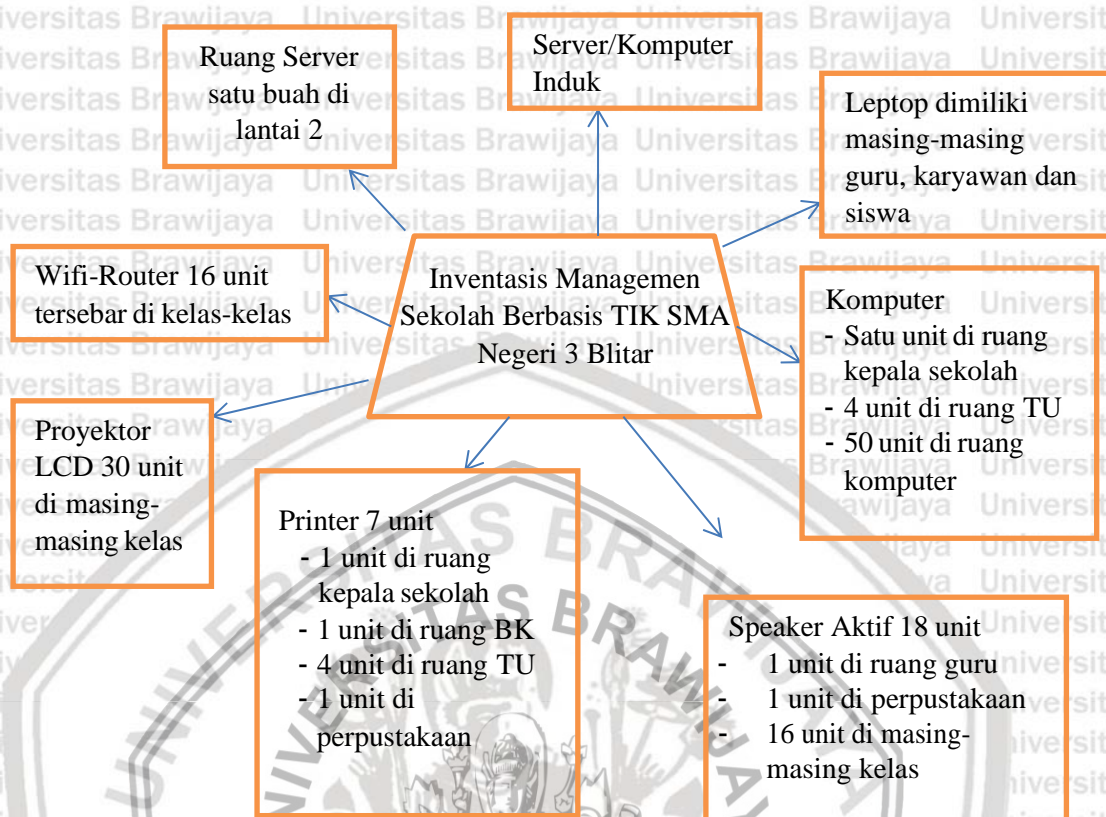 Ruang Server
satu buah di
lantai 2
Server/Komputer
Induk
Leptop dimiliki
masing-masing
guru, karyawan dan
siswa
Wifi-Router 16 unit
tersebar di kelas-kelas
Inventasis Managemen
Sekolah Berbasis TIK SMA
Negeri 3 Blitar
Komputer
- Satu unit di ruang
kepala sekolah
- 4 unit di ruang TU
- 50 unit di ruang
komputer
Proyektor
LCD 30 unit
di masing-
masing kelas
Printer 7 unit
- 1 unit di ruang
kepala sekolah
- 1 unit di ruang BK
- 4 unit di ruang TU
- 1 unit di
perpustakaan
Speaker Aktif 18 unit
- 1 unit di ruang guru
- 1 unit di perpustakaan
- 16 unit di masing-
masing kelas